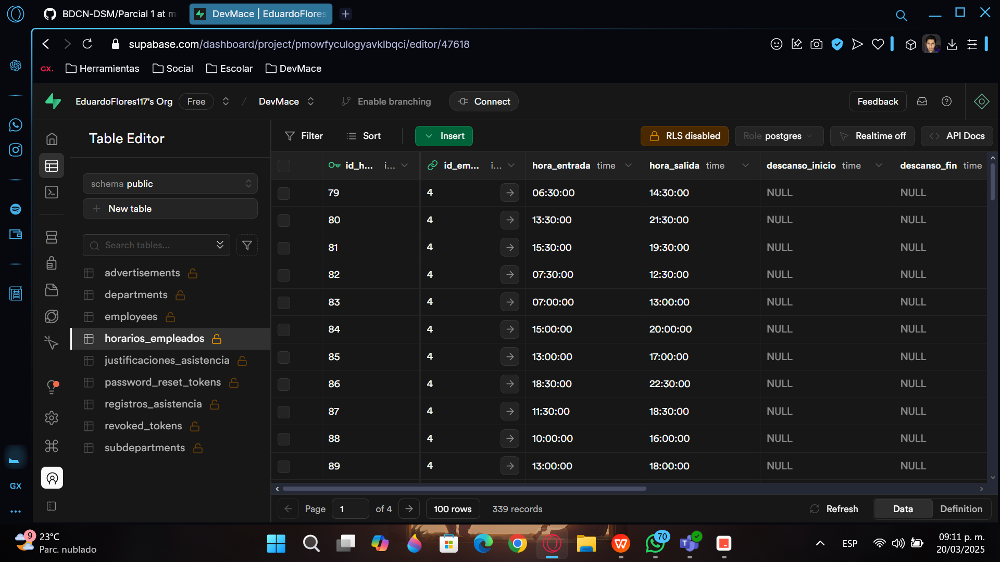 BDCN-DSM/Parcial 1 at m
DevMace | EduardoFlores
supabase.com/dashboard/project/pmowfyculogyavklbqci/editor/47618
GX.
Herramientas
Social
Escolar
DevMace
EduardoFlores117's Org
Free
/
DevMace
Enable branching
Connect
Feedback
Table Editor
Filter
Sort
Insert
RLS disabled
Role postgres
Realtime off
API Docs
schema public
New table
Search tables...
advertisements
departments
employees
horarios_empleados
justificaciones_asistencia
password_reset_tokens
registros_asistencia
revoked_tokens
subdepartments
id_h... i... id_em... i... hora_entrada time hora_salida time descanso_inicio time descanso_fin time
79 4 06:30:00 14:30:00 NULL NULL
80 4 13:30:00 21:30:00 NULL NULL
81 4 15:30:00 19:30:00 NULL NULL
82 4 07:30:00 12:30:00 NULL NULL
83 4 07:00:00 13:00:00 NULL NULL
84 4 15:00:00 20:00:00 NULL NULL
85 4 13:00:00 17:00:00 NULL NULL
86 4 18:30:00 22:30:00 NULL NULL
87 4 11:30:00 18:30:00 NULL NULL
88 4 10:00:00 16:00:00 NULL NULL
89 4 13:00:00 18:00:00 NULL NULL
Page 1 of 4
100 rows
339 records
Refresh
Data
Definition
GX
9
23°C
Parc. nublado
70
ESP
09:11 p. m.
20/03/2025